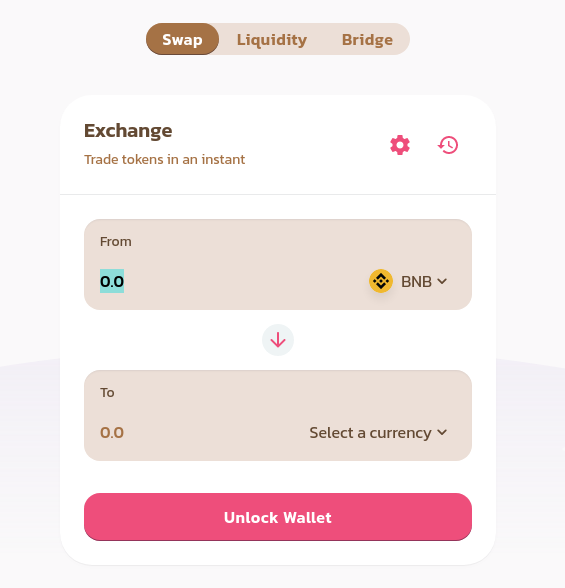 Swap Liquidity Bridge
Exchange
Trade tokens in an instant
From
0.0 BNB
To
0.0 Select a currency
Unlock Wallet